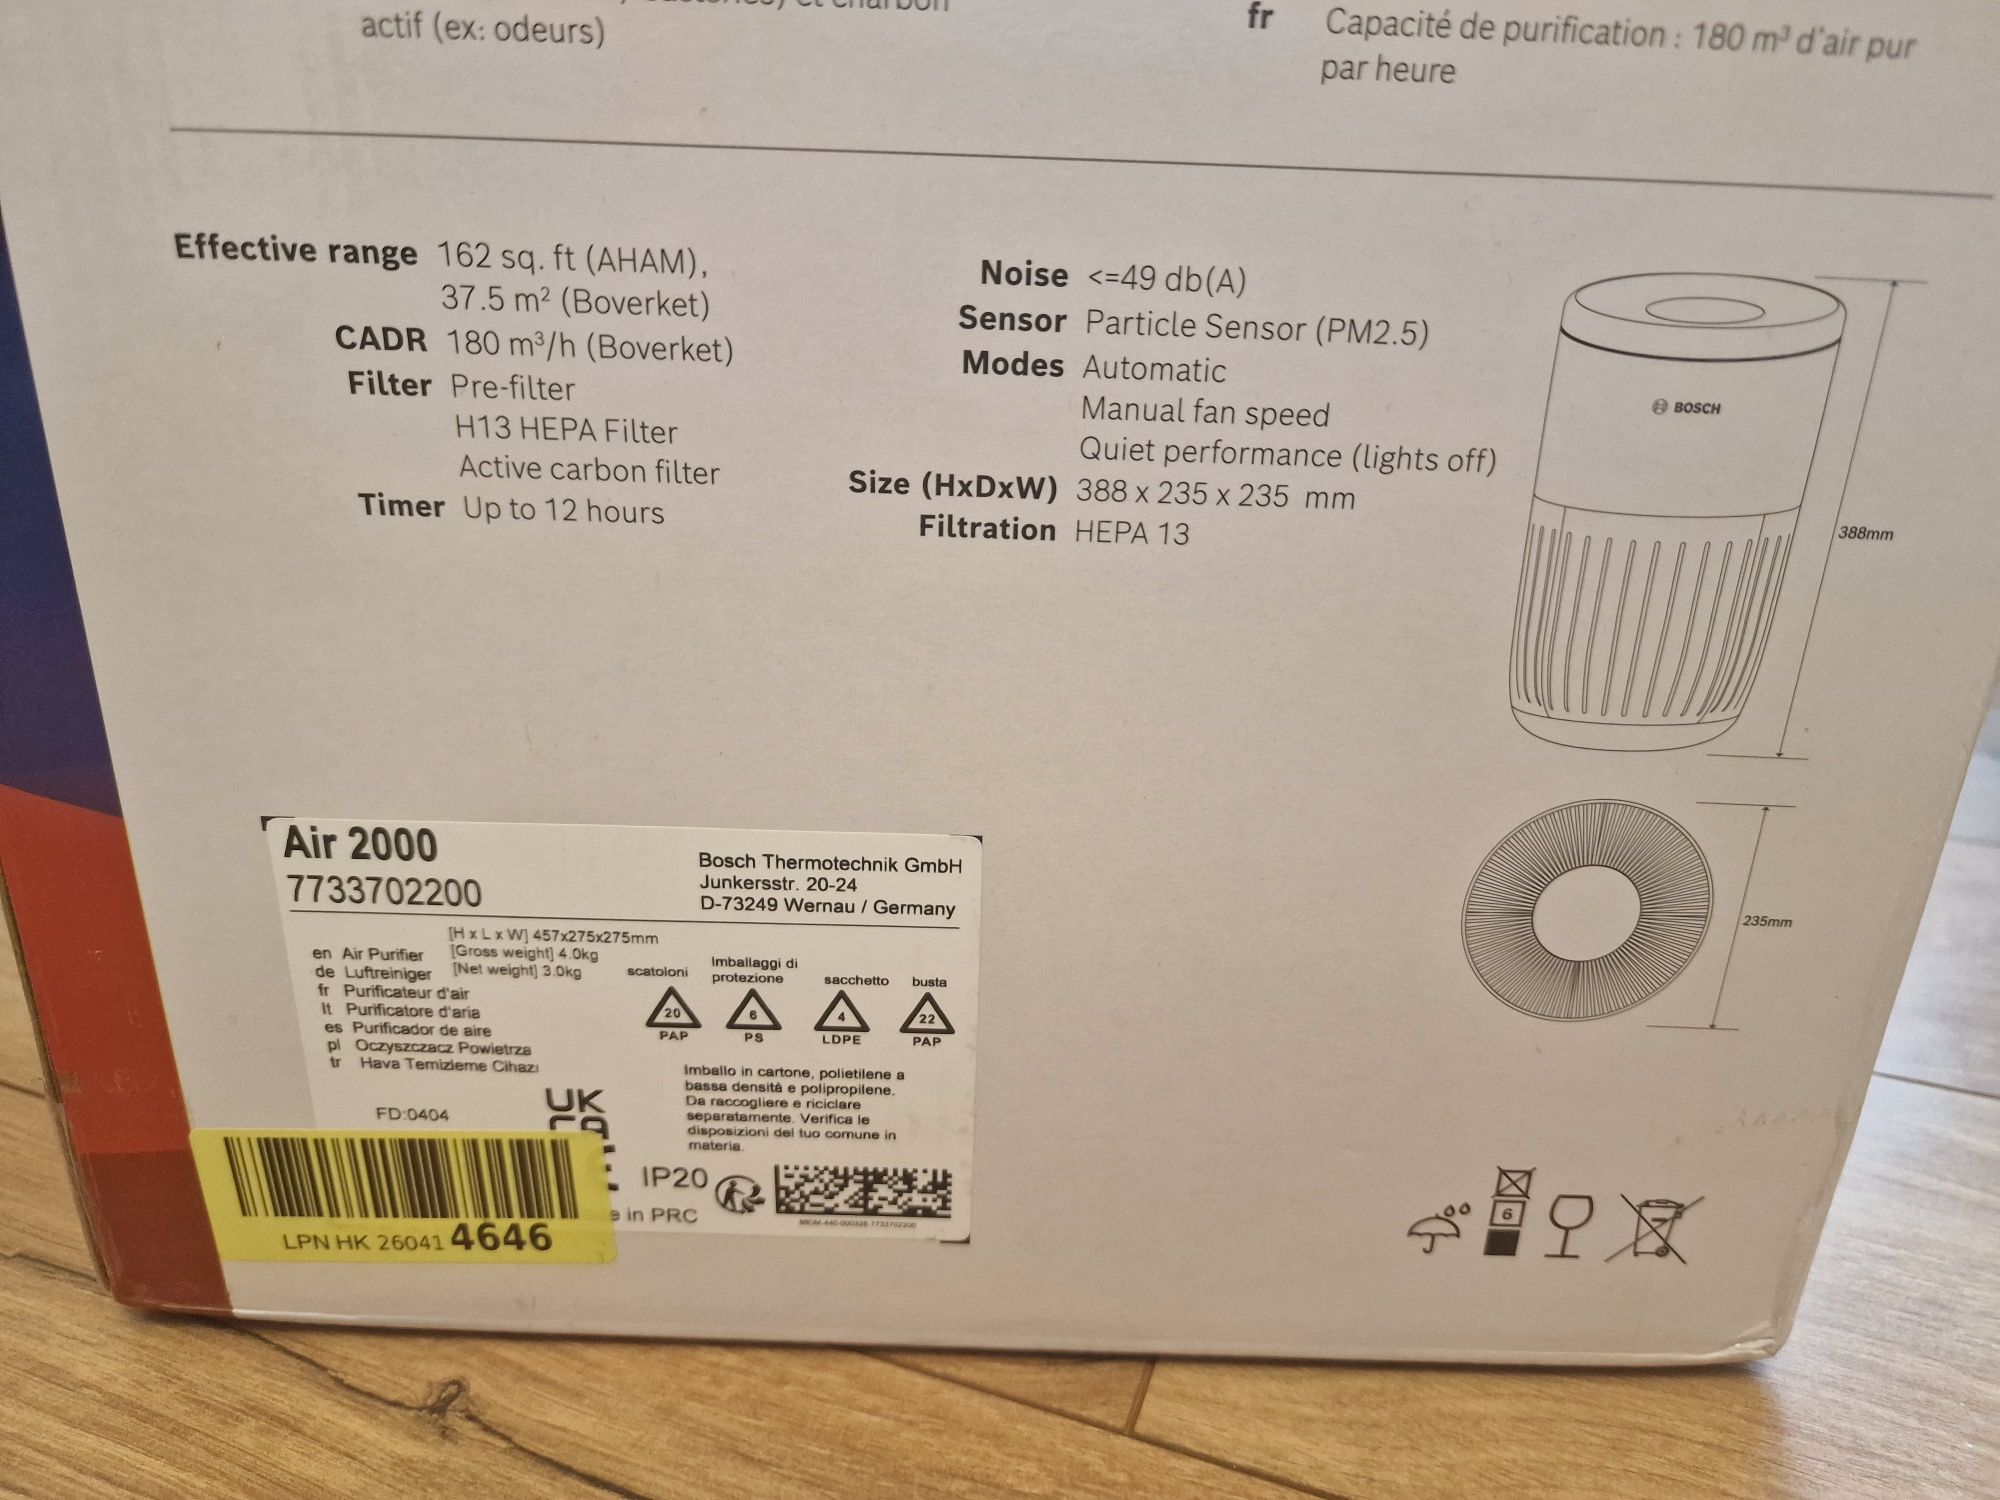 et charbon
actif (ex: odeurs)
fr Capacité de purification : 180 m³ d'air pur
par heure
Effective range 162 sq. ft (AHAM),
37.5 m² (Boverket)
CADR 180 m³/h (Boverket)
Filter Pre-filter
H13 HEPA Filter
Active carbon filter
Timer Up to 12 hours
Noise <=49 db(A)
Sensor Particle Sensor (PM2.5)
Modes Automatic
Manual fan speed
Quiet performance (lights off)
Size (HxDxW) 388 x 235 x 235 mm
Filtration HEPA 13
BOSCH
388mm
235mm
Air 2000
7733702200
Bosch Thermotechnik GmbH
Junkersstr. 20-24
D-73249 Wernau / Germany
[H x L x W] 457x275x275mm
[Gross weight] 4.0kg
[Net weight] 3.0kg
en Air Purifier
de Luftreiniger
fr Purificateur d'air
It Purificatore d'aria
es Purificador de aire
pl Oczyszczacz Powietrza
tr Hava Temizleme Cihazı
scatoloni
Imballaggi di
protezione
sacchetto
busta
20
PAP
6
PS
4
LDPE
22
PAP
Imballo in cartone, polietilene a
bassa densità e polipropilene.
Da raccogliere e riciclare
separatamente. Verifica le
disposizioni del tuo comune in
materia.
FD:0404
UK
CA
IP20
in PRC
LPN HK 260414646
6